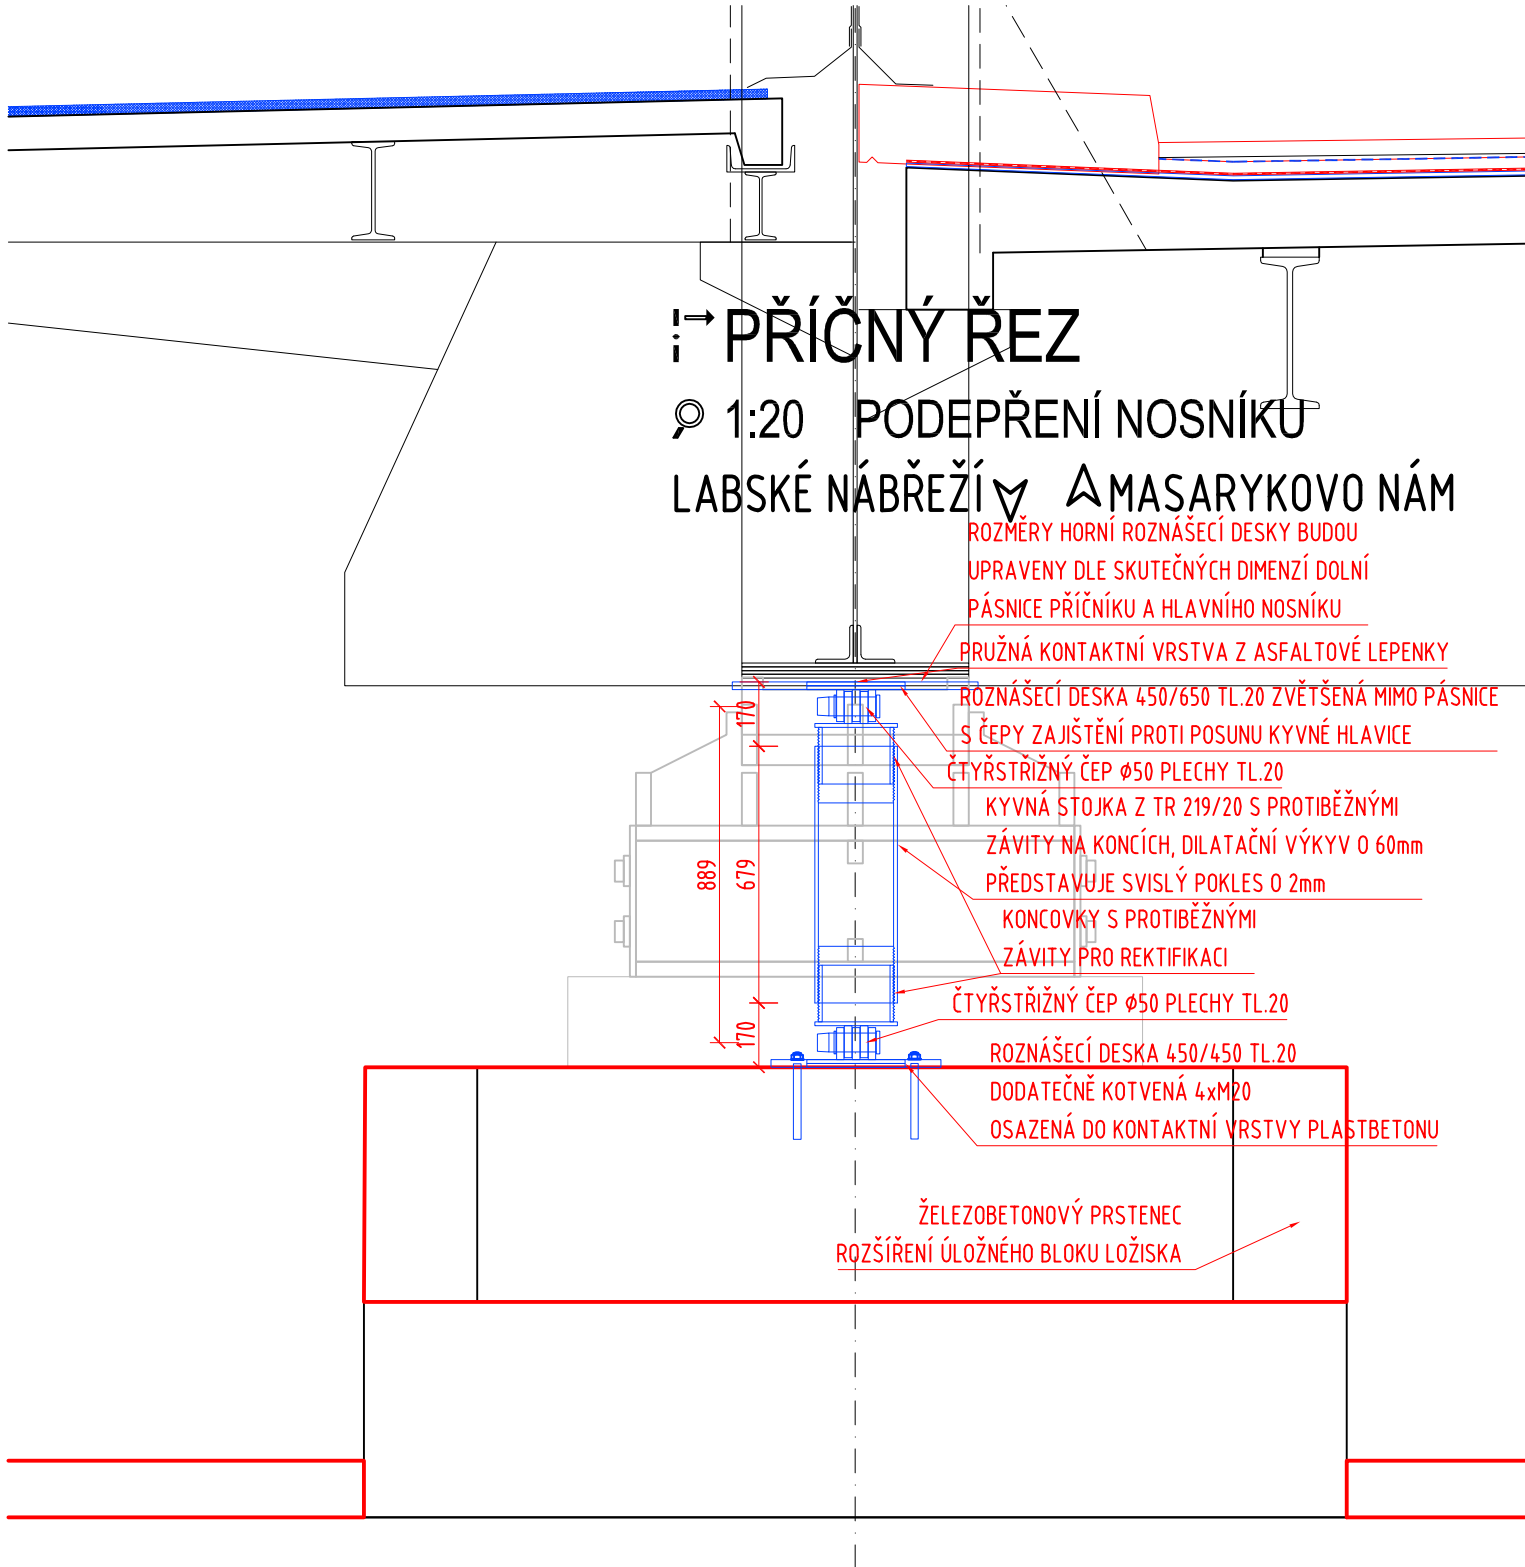 PŘÍČNÝ ŘEZ
1:20 PODEPŘENÍ NOSNÍKU
LABSKÉ NÁBŘEŽÍ MASARYKOVO NÁM
ROZMĚRY HORNÍ ROZNÁŠECÍ DESKY BUDOU
UPRAVENY DLE SKUTEČNÝCH DIMENZÍ DOLNÍ
PÁSNICE PŘÍČNÍKU A HLAVNÍHO NOSNÍKU
PRUŽNÁ KONTAKTNÍ VRSTVA Z ASFALTOVÉ LEPENKY
ROZNÁŠECÍ DESKA 450/650 TL.20 ZVĚTŠENÁ MIMO PÁSNICE
S ČEPY ZAJIŠTĚNÍ PROTI POSUNU KYVNÉ HLAVICE
ČTYŘSTŘIŽNÝ ČEP ø50 PLECHY TL.20
KYVNÁ STOJKA Z TR 219/20 S PROTIBĚŽNÝMI
ZÁVITY NA KONCÍCH, DILATAČNÍ VÝKYV O 60mm
PŘEDSTAVUJE SVISLÝ POKLES O 2mm
KONCOVKY S PROTIBĚŽNÝMI
ZÁVITY PRO REKTIFIKACI
ČTYŘSTŘIŽNÝ ČEP ø50 PLECHY TL.20
ROZNÁŠECÍ DESKA 450/450 TL.20
DODATEČNĚ KOTVENÁ 4xM20
OSAZENÁ DO KONTAKTNÍ VRSTVY PLASTBETONU
ŽELEZOBETONOVÝ PRSTENEC
ROZŠÍŘENÍ ÚLOŽNÉHO BLOKU LOŽISKA
170
889
679
170